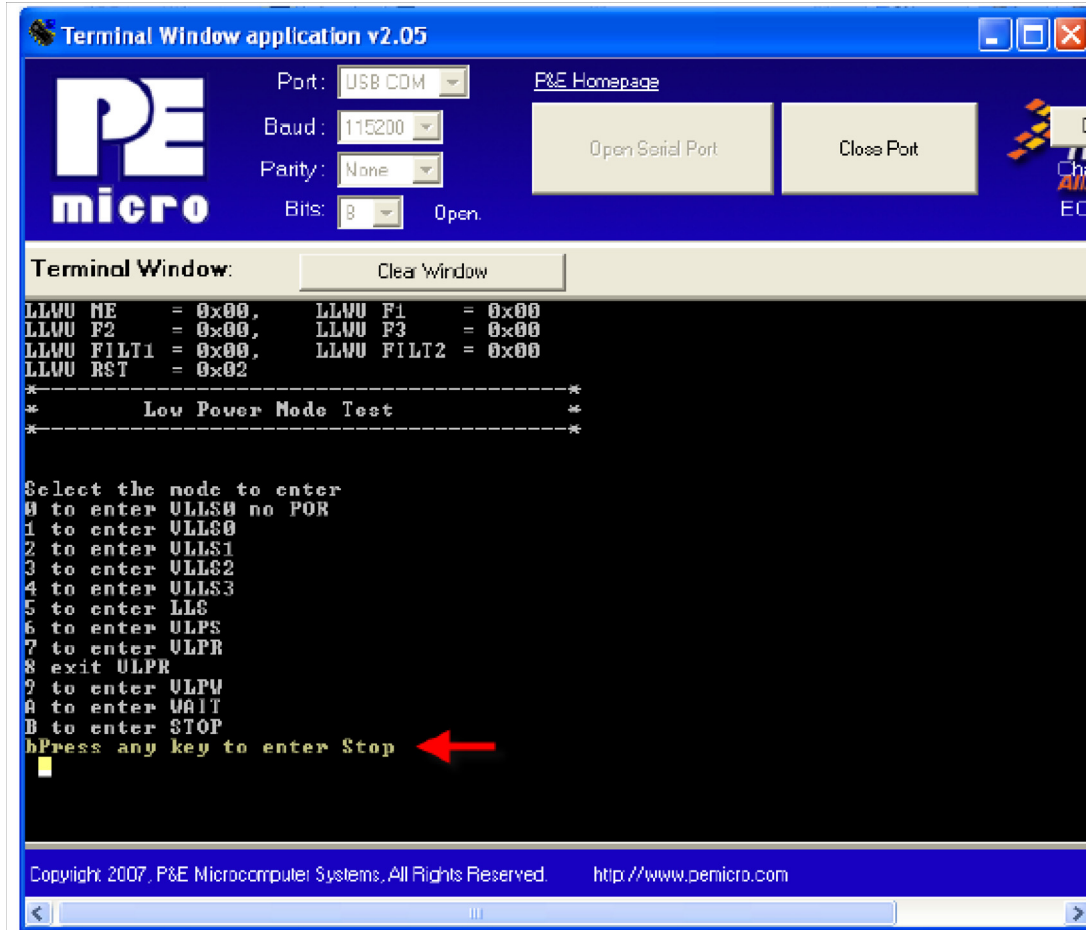 Terminal Window application v2.05
PE
micro
Port: USB COM
Baud: 115200
Parity: None
Bits: 8 Open.
P&E Homepage
Open Serial Port
Close Port
Terminal Window:
Clear Window
LLWU ME = 0x00, LLWU F1 = 0x00
LLWU F2 = 0x00, LLWU F3 = 0x00
LLWU FILT1 = 0x00, LLWU FILT2 = 0x00
LLWU RST = 0x02
*------------------------------------------------*
* Low Power Mode Test *
*------------------------------------------------*
Select the mode to enter
0 to enter VLLS0 no POR
1 to enter VLLS0
2 to enter VLLS1
3 to enter VLLS2
4 to enter VLLS3
5 to enter LLS
6 to enter VLPS
7 to enter VLPR
8 exit VLPR
9 to enter VLPW
A to enter WAIT
B to enter STOP
bPress any key to enter Stop
Copyright 2007, P&E Microcomputer Systems, All Rights Reserved. http://www.pemicro.com